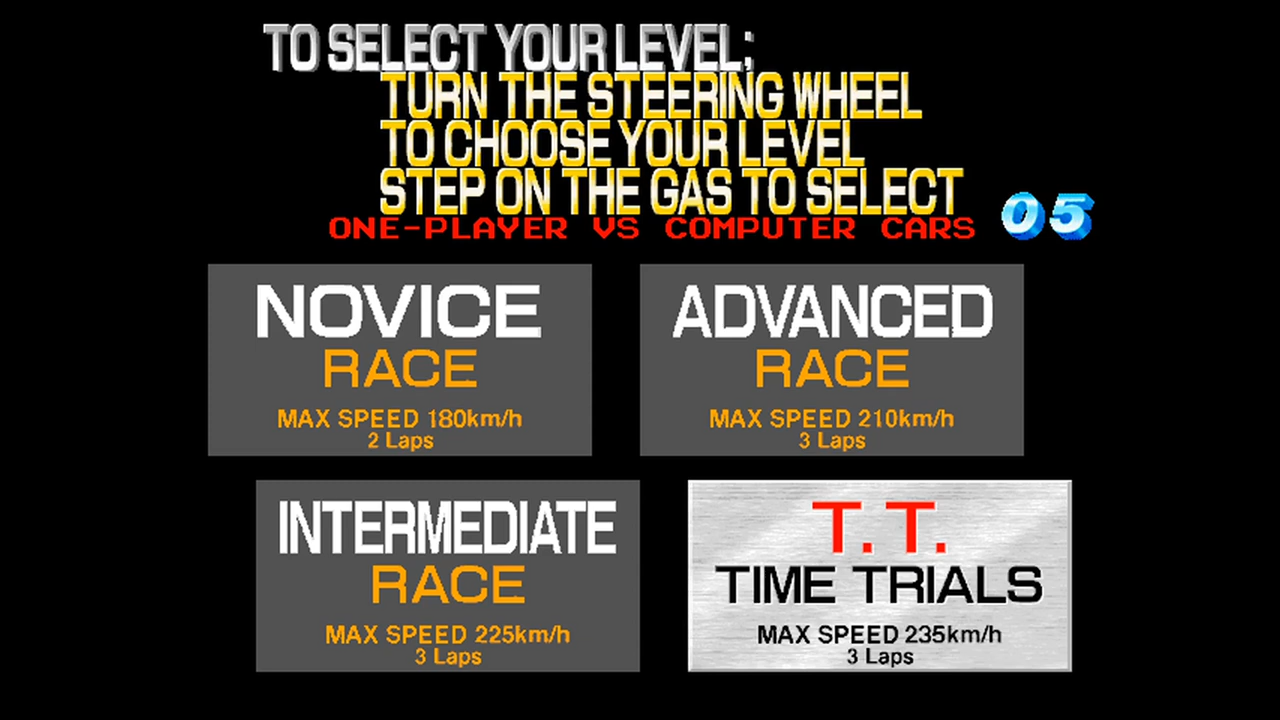 TO SELECT YOUR LEVEL;
TURN THE STEERING WHEEL
TO CHOOSE YOUR LEVEL
STEP ON THE GAS TO SELECT
ONE-PLAYER VS COMPUTER CARS
05
NOVICE
RACE
MAX SPEED 180km/h
2 Laps
ADVANCED
RACE
MAX SPEED 210km/h
3 Laps
INTERMEDIATE
RACE
MAX SPEED 225km/h
3 Laps
T.T.
TIME TRIALS
MAX SPEED 235km/h
3 Laps